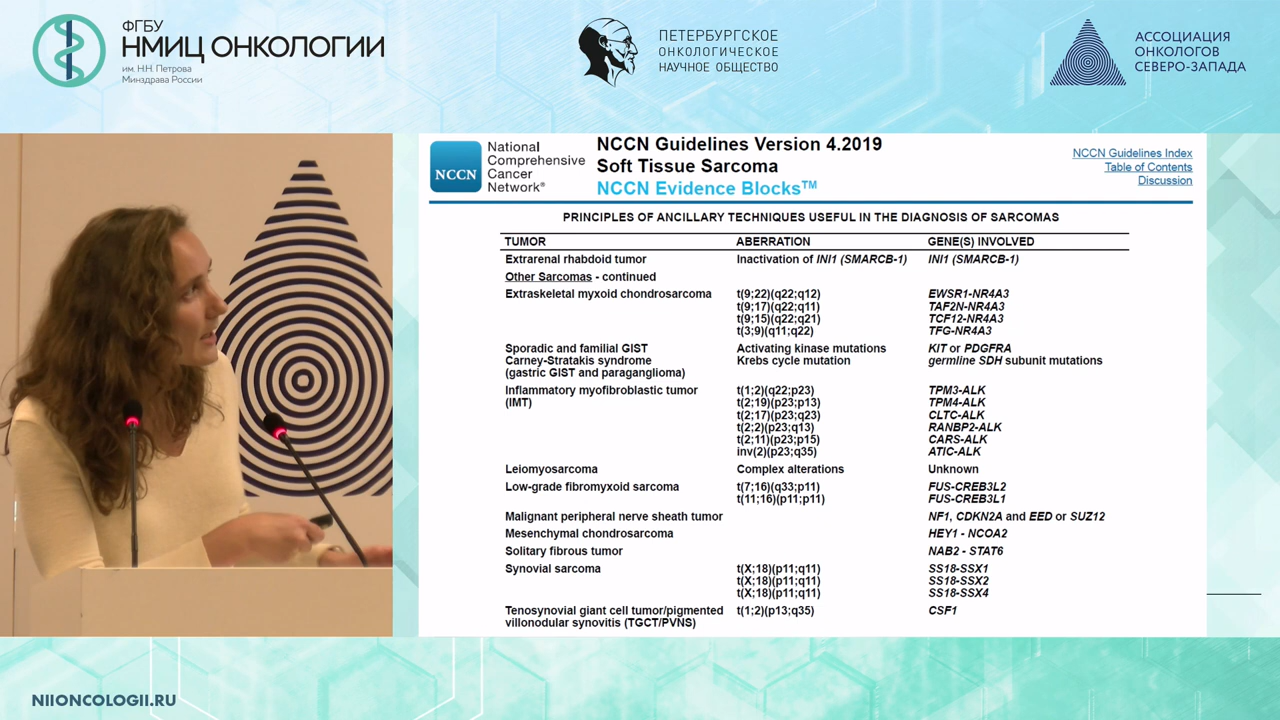 ФГБУ
НМИЦ ОНКОЛОГИИ
им. Н.Н. Петрова
Минздрава России
ПЕТЕРБУРГСКОЕ
ОНКОЛОГИЧЕСКОЕ
НАУЧНОЕ ОБЩЕСТВО
АССОЦИАЦИЯ
ОНКОЛОГОВ
СЕВЕРО-ЗАПАДА
NCCN
National
Comprehensive
Cancer
Network®
NCCN Guidelines Version 4.2019
Soft Tissue Sarcoma
NCCN Evidence Blocks™
NCCN Guidelines Index
Table of Contents
Discussion
PRINCIPLES OF ANCILLARY TECHNIQUES USEFUL IN THE DIAGNOSIS OF SARCOMAS
TUMOR ABERRATION GENE(S) INVOLVED
Extrarenal rhabdoid tumor Inactivation of INI1 (SMARCB-1) INI1 (SMARCB-1)
Other Sarcomas - continued
Extraskeletal myxoid chondrosarcoma t(9;22)(q22;q12) EWSR1-NR4A3
t(9;17)(q22;q11) TAF2N-NR4A3
t(9;15)(q22;q21) TCF12-NR4A3
t(3;9)(q11;q22) TFG-NR4A3
Sporadic and familial GIST Activating kinase mutations KIT or PDGFRA
Carney-Stratakis syndrome Krebs cycle mutation germline SDH subunit mutations
(gastric GIST and paraganglioma)
Inflammatory myofibroblastic tumor t(1;2)(q22;p23) TPM3-ALK
(IMT) t(2;19)(p23;p13) TPM4-ALK
t(2;17)(p23;q23) CLTC-ALK
t(2;2)(p23;q13) RANBP2-ALK
t(2;11)(p23;p15) CARS-ALK
inv(2)(p23;q35) ATIC-ALK
Leiomyosarcoma Complex alterations Unknown
Low-grade fibromyxoid sarcoma t(7;16)(q33;p11) FUS-CREB3L2
t(11;16)(p11;p11) FUS-CREB3L1
Malignant peripheral nerve sheath tumor NF1, CDKN2A and EED or SUZ12
Mesenchymal chondrosarcoma HEY1 - NCOA2
Solitary fibrous tumor NAB2 - STAT6
Synovial sarcoma t(X;18)(p11;q11) SS18-SSX1
t(X;18)(p11;q11) SS18-SSX2
t(X;18)(p11;q11) SS18-SSX4
Tenosynovial giant cell tumor/pigmented t(1;2)(p13;q35) CSF1
villonodular synovitis (TGCT/PVNS)
NIIONCOLOGII.RU